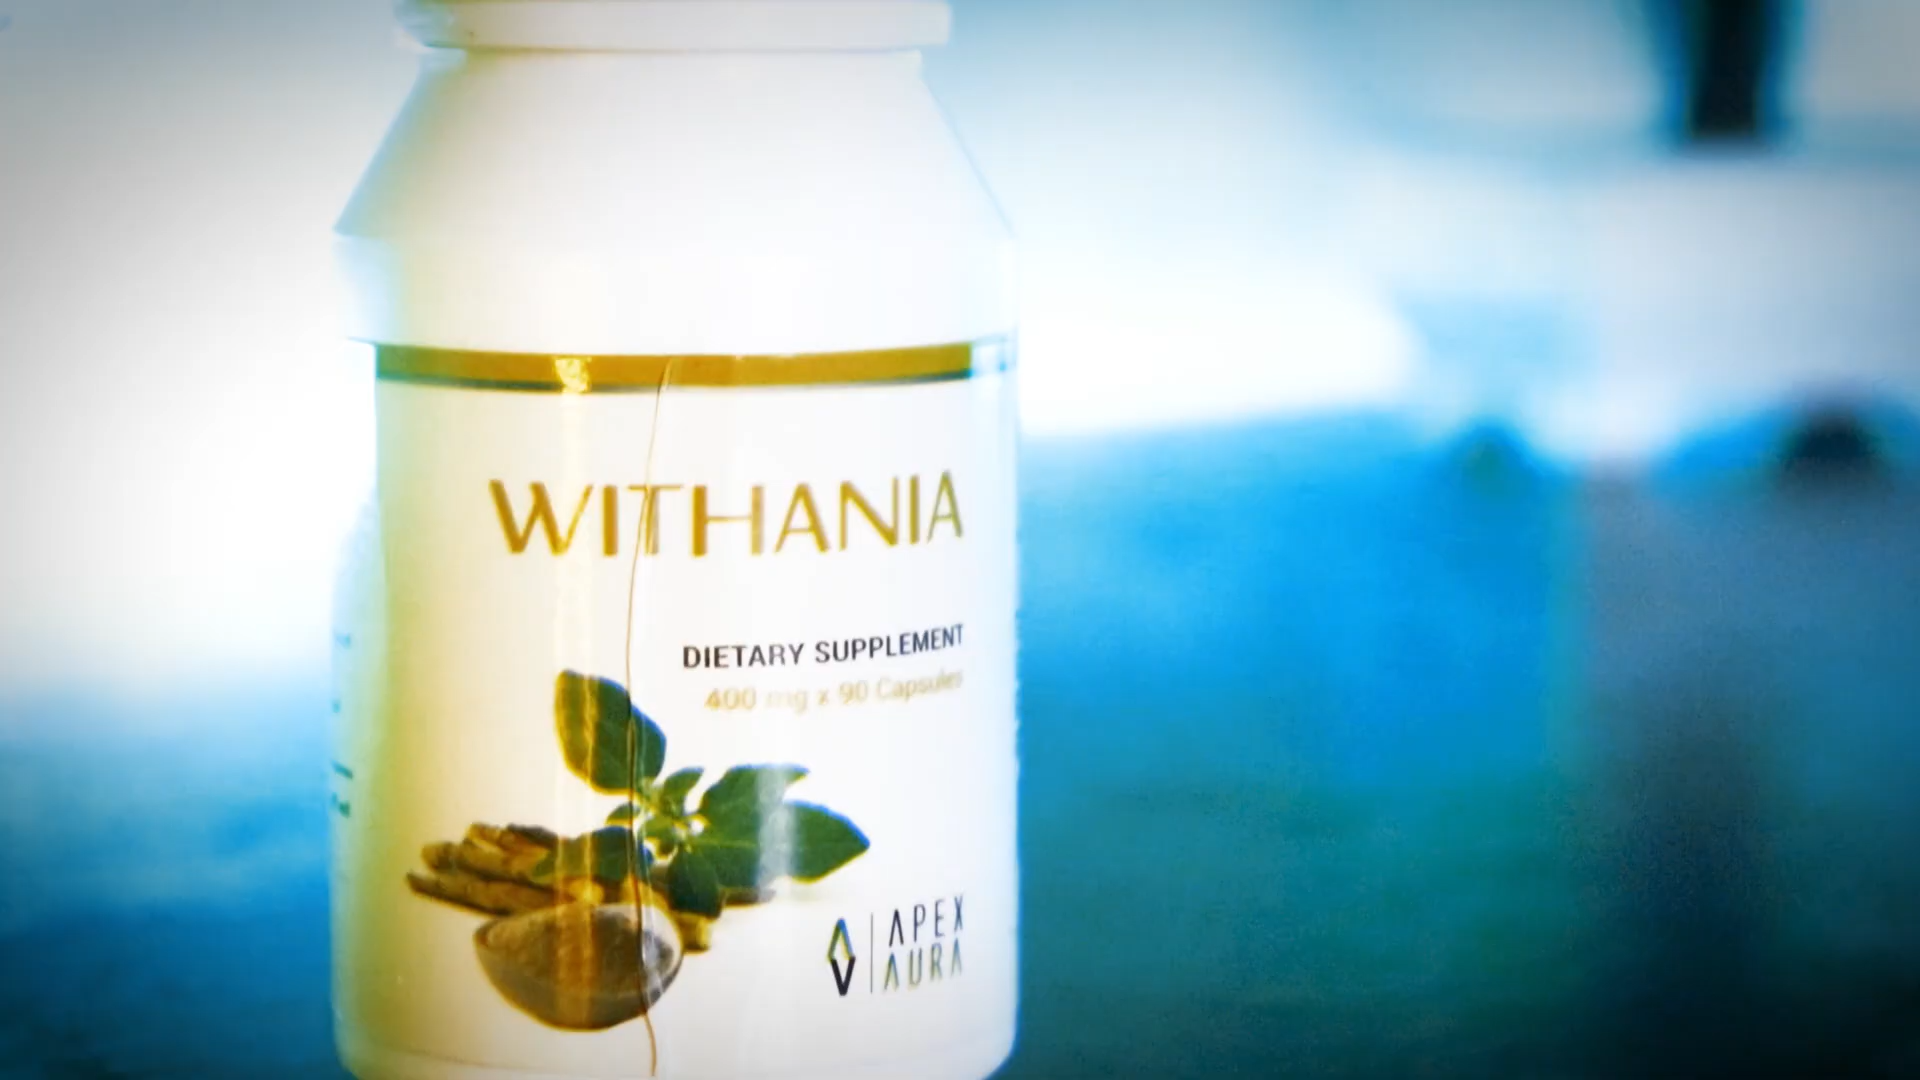 WITHANIA
DIETARY SUPPLEMENT
400 mg x 90 Capsules
APEX
AURA